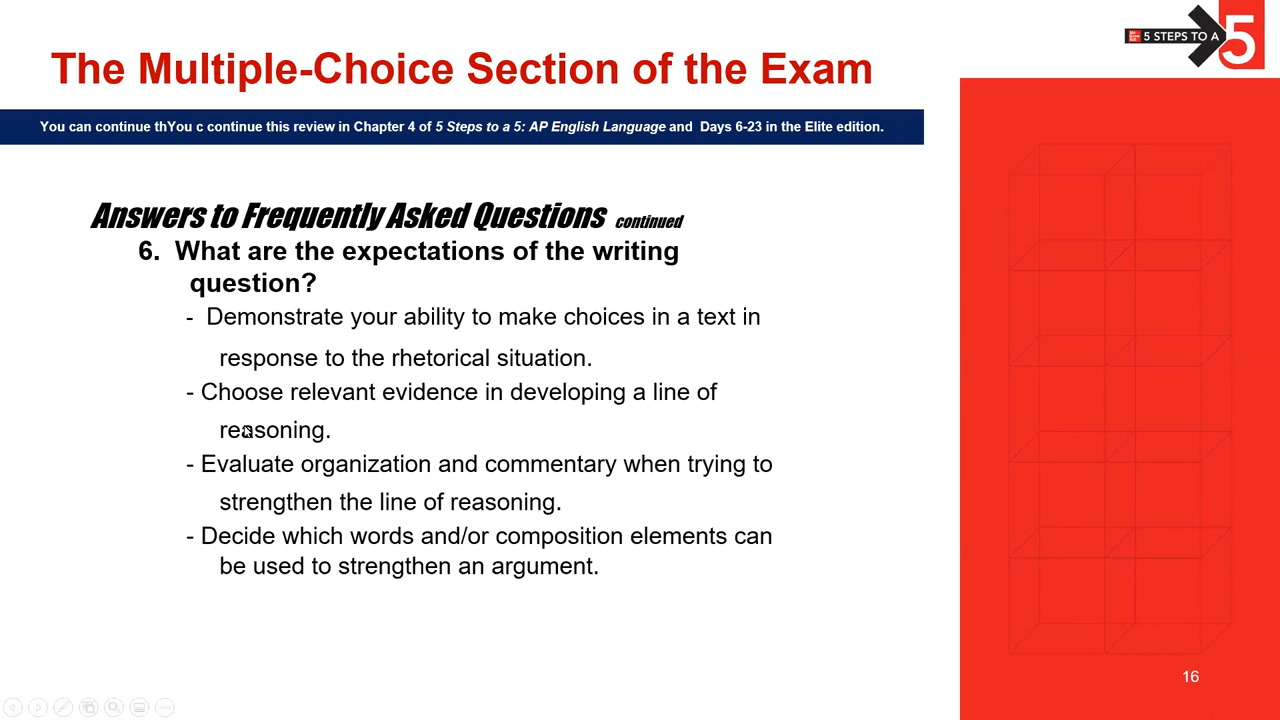 5 STEPS TO A 5
The Multiple-Choice Section of the Exam
You can continue thYou c continue this review in Chapter 4 of 5 Steps to a 5: AP English Language and Days 6-23 in the Elite edition.
Answers to Frequently Asked Questions continued
6. What are the expectations of the writing
question?
- Demonstrate your ability to make choices in a text in
response to the rhetorical situation.
- Choose relevant evidence in developing a line of
reasoning.
- Evaluate organization and commentary when trying to
strengthen the line of reasoning.
- Decide which words and/or composition elements can
be used to strengthen an argument.
16